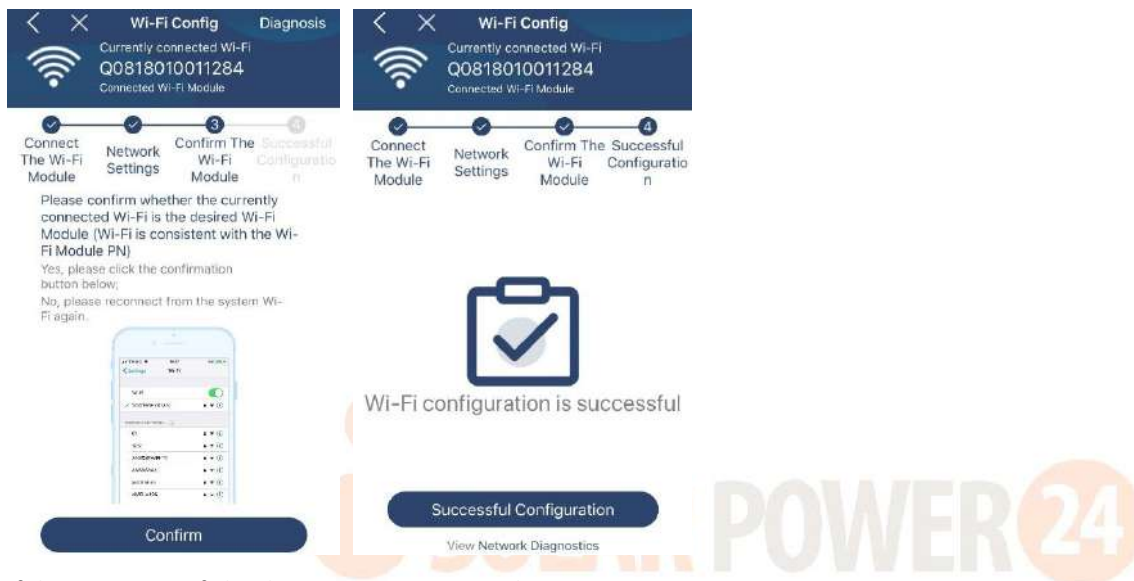 Wi-Fi Config Diagnosis
Currently connected Wi-Fi
Q0818010011284
Connected Wi-Fi Module
3
4
Connect
The Wi-Fi
Module
Network
Settings
Confirm The
Wi-Fi
Module
Successful
Configuratio
n
Please confirm whether the currently
connected Wi-Fi is the desired Wi-Fi
Module (Wi-Fi is consistent with the Wi-
Fi Module PN)
Yes, please click the confirmation
button below;
No, please reconnect from the system Wi-
Fi again.
Confirm
Wi-Fi Config
Currently connected Wi-Fi
Q0818010011284
Connected Wi-Fi Module
4
Connect
The Wi-Fi
Module
Network
Settings
Confirm The
Wi-Fi
Module
Successful
Configuratio
n
Wi-Fi configuration is successful
Successful Configuration
View Network Diagnostics
POWER 24